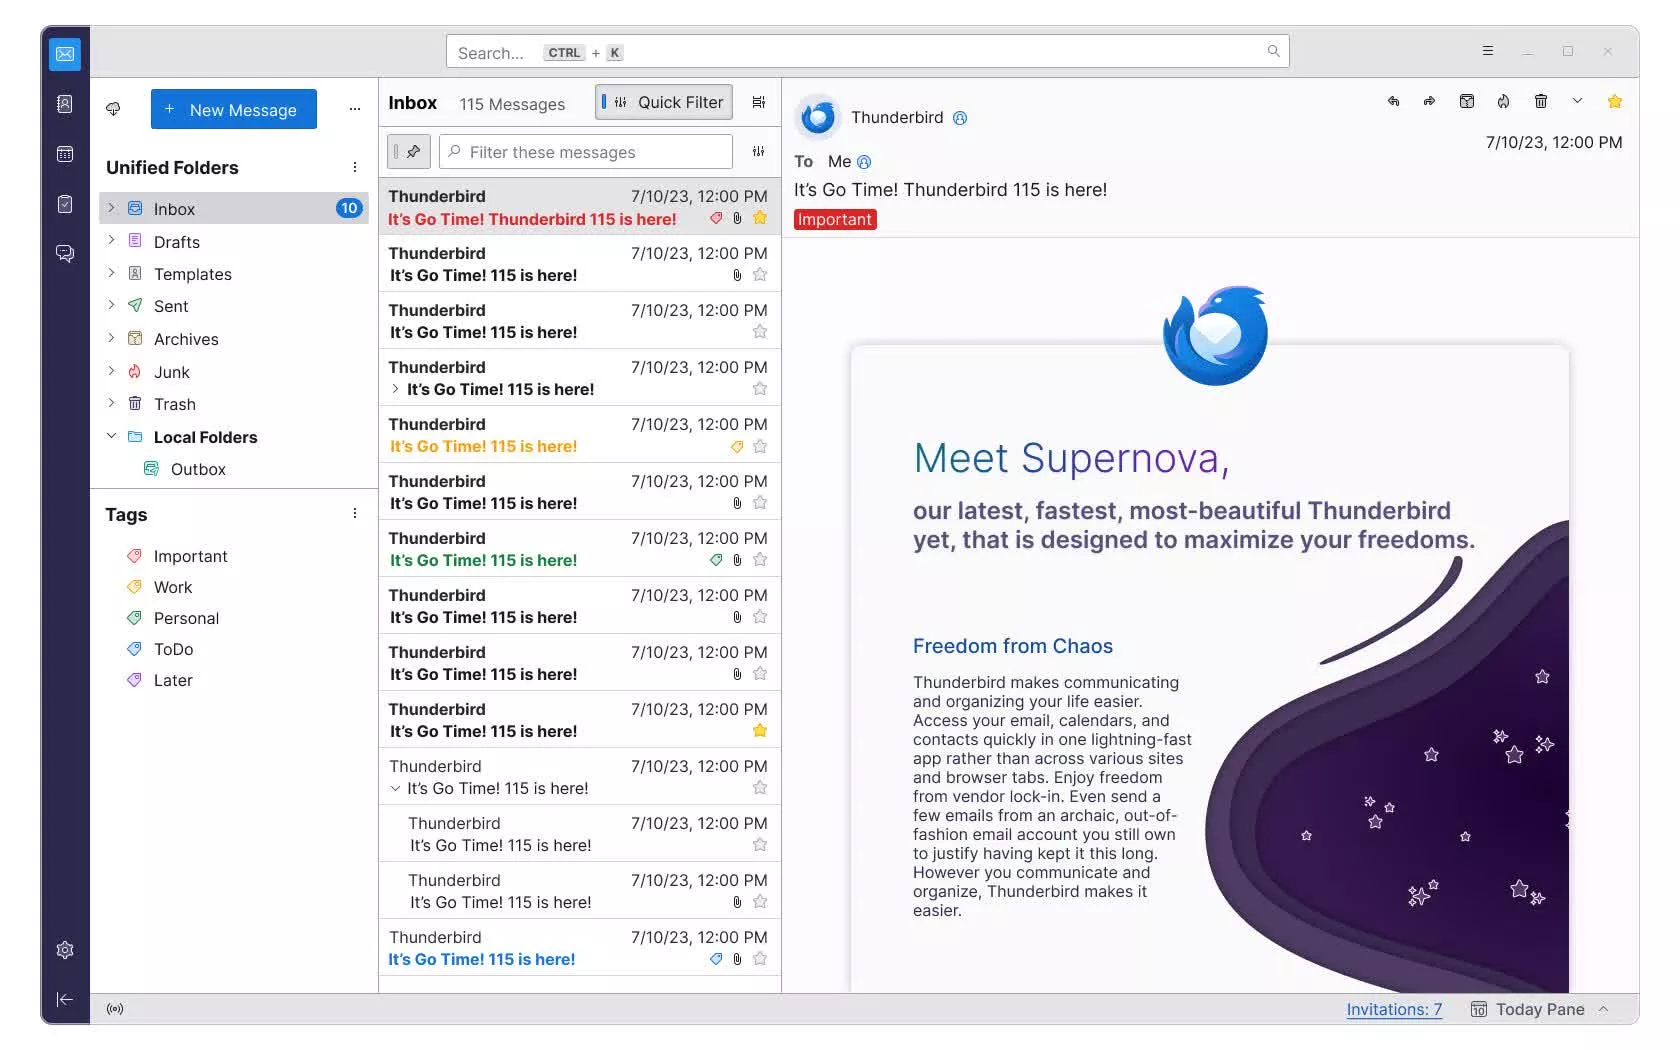 Search... CTRL + K
New Message
Unified Folders
Inbox 10
Drafts
Templates
Sent
Archives
Junk
Trash
Local Folders
Outbox
Tags
Important
Work
Personal
ToDo
Later
Inbox 115 Messages Quick Filter
Filter these messages
Thunderbird 7/10/23, 12:00 PM
It's Go Time! Thunderbird 115 is here!
Thunderbird 7/10/23, 12:00 PM
It's Go Time! 115 is here!
Thunderbird 7/10/23, 12:00 PM
It's Go Time! 115 is here!
Thunderbird 7/10/23, 12:00 PM
It's Go Time! 115 is here!
Thunderbird 7/10/23, 12:00 PM
It's Go Time! 115 is here!
Thunderbird 7/10/23, 12:00 PM
It's Go Time! 115 is here!
Thunderbird 7/10/23, 12:00 PM
It's Go Time! 115 is here!
Thunderbird 7/10/23, 12:00 PM
It's Go Time! 115 is here!
Thunderbird 7/10/23, 12:00 PM
It's Go Time! 115 is here!
Thunderbird 7/10/23, 12:00 PM
It's Go Time! 115 is here!
Thunderbird 7/10/23, 12:00 PM
It's Go Time! 115 is here!
Thunderbird 7/10/23, 12:00 PM
It's Go Time! 115 is here!
Thunderbird 7/10/23, 12:00 PM
It's Go Time! 115 is here!
Thunderbird 7/10/23, 12:00 PM
It's Go Time! 115 is here!
Thunderbird
7/10/23, 12:00 PM
To Me
It's Go Time! Thunderbird 115 is here!
Important
Meet Supernova,
our latest, fastest, most-beautiful Thunderbird
yet, that is designed to maximize your freedoms.
Freedom from Chaos
Thunderbird makes communicating
and organizing your life easier.
Access your email, calendars, and
contacts quickly in one lightning-fast
app rather than across various sites
and browser tabs. Enjoy freedom
from vendor lock-in. Even send a
few emails from an archaic, out-of-
fashion email account you still own
to justify having kept it this long.
However you communicate and
organize, Thunderbird makes it
easier.
Invitations: 7 10 Today Pane